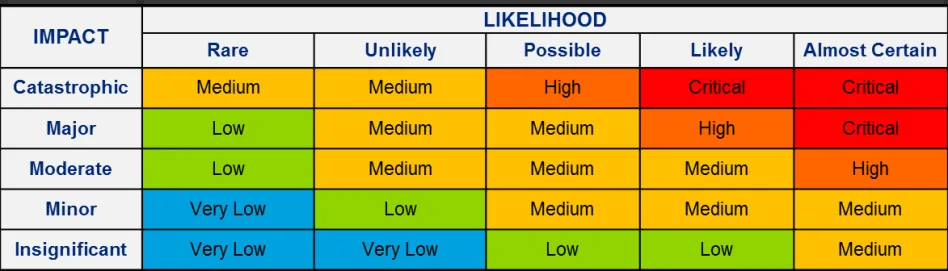 IMPACT LIKELIHOOD
Rare Unlikely Possible Likely Almost Certain
Catastrophic Medium Medium High Critical Critical
Major Low Medium Medium High Critical
Moderate Low Medium Medium Medium High
Minor Very Low Low Medium Medium Medium
Insignificant Very Low Very Low Low Low Medium